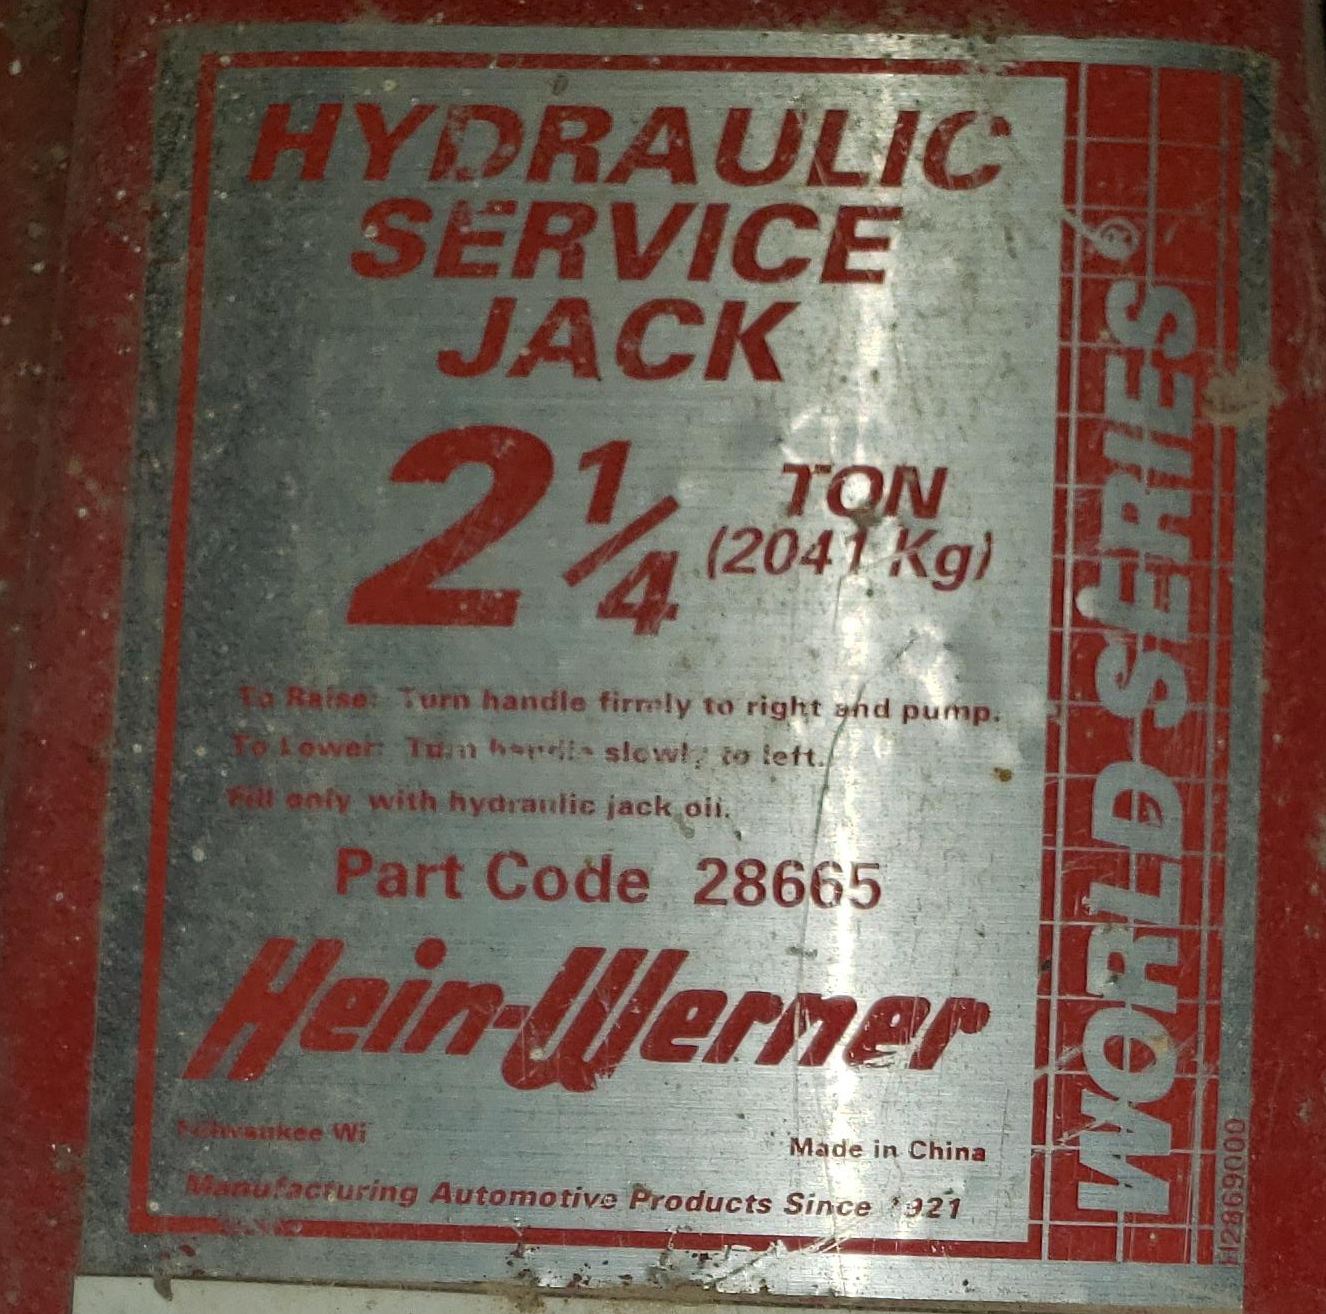 HYDRAULIC
SERVICE
JACK
2 1/4 TON
(2041 Kg)
To Raise: Turn handle firmly to right and pump.
To Lower: Turn handle slowly to left.
Fill only with hydraulic jack oil.
Part Code 28665
Hein-Werner
Milwaukee Wi
Made in China
Manufacturing Automotive Products Since 1921
WORLD SERIES®